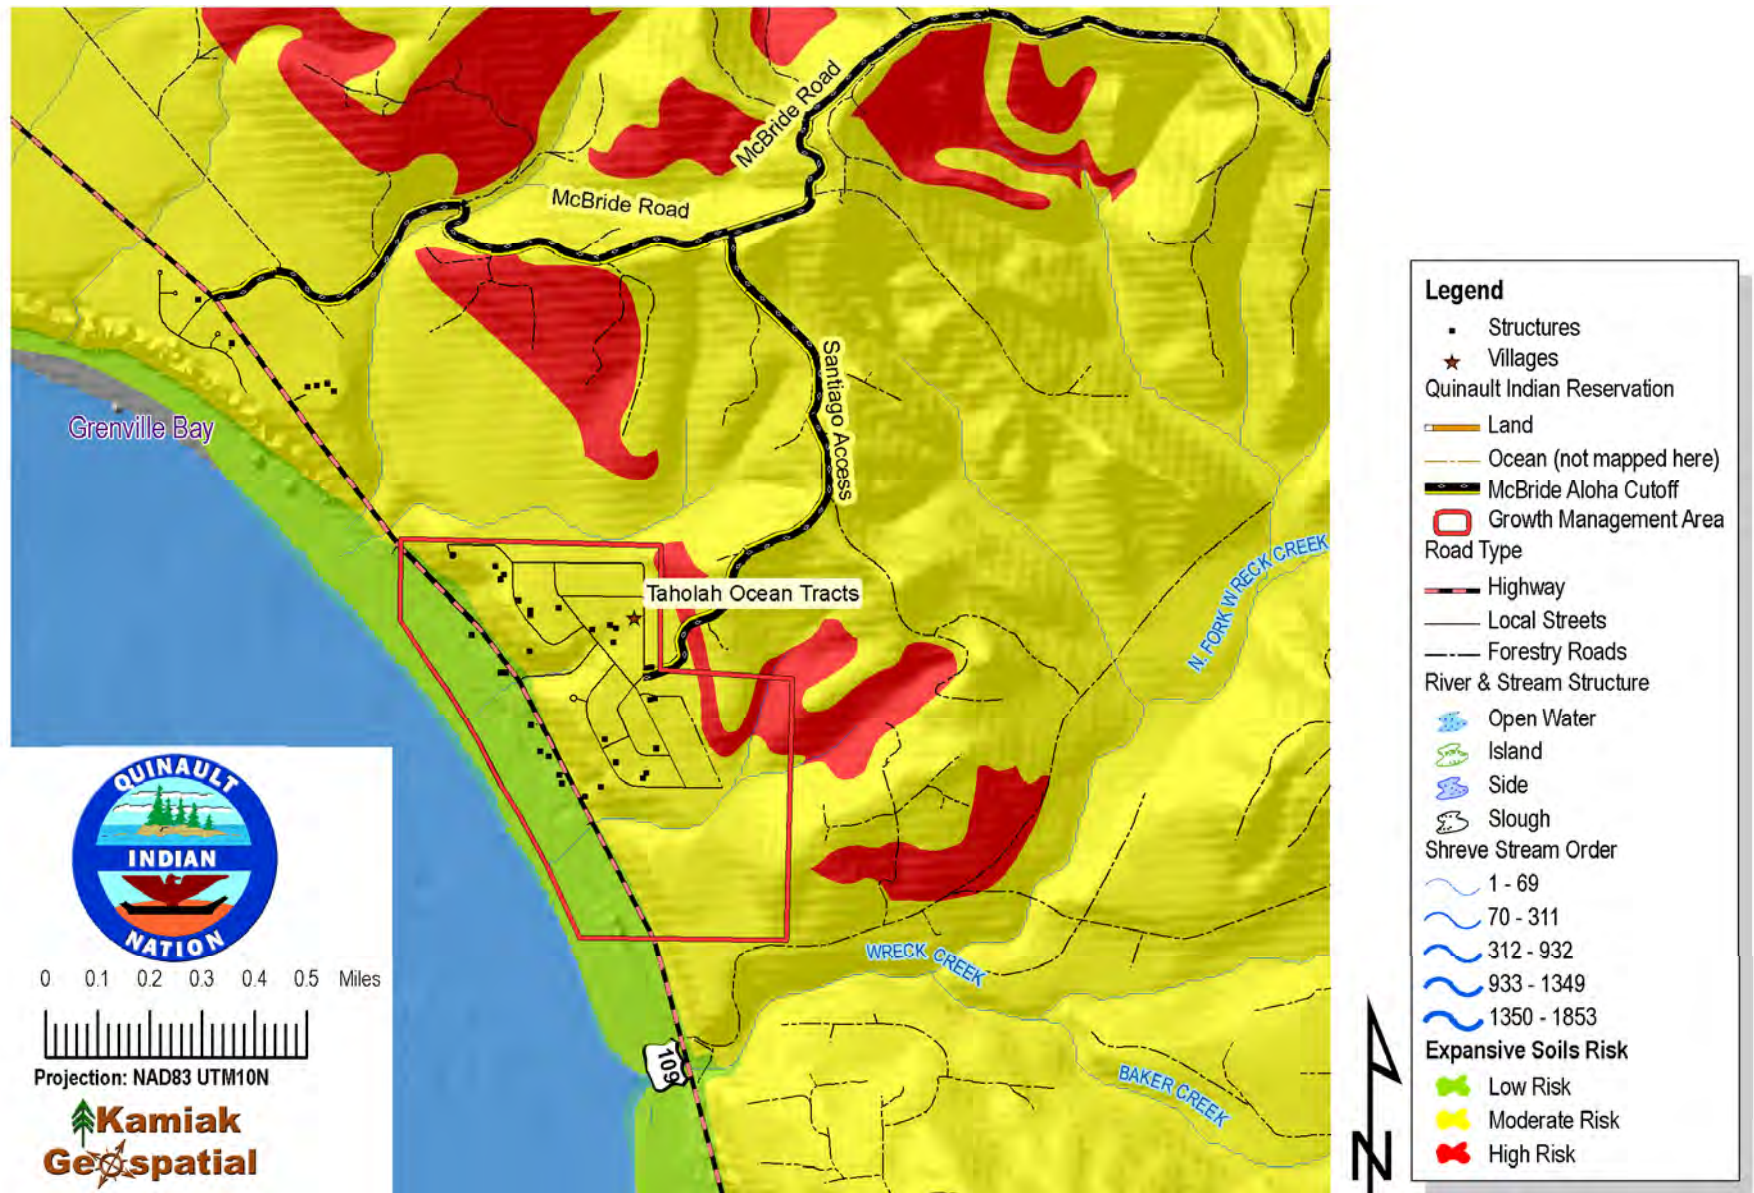 McBride Road
McBride Road
Santiago Access
Grenville Bay
Taholah Ocean Tracts
N. FORK WRECK CREEK
WRECK CREEK
BAKER CREEK
109
QUINAULT
INDIAN
NATION
0 0.1 0.2 0.3 0.4 0.5 Miles
Projection: NAD83 UTM10N
Kamiak
Geospatial
N
Legend
Structures
Villages
Quinault Indian Reservation
Land
Ocean (not mapped here)
McBride Aloha Cutoff
Growth Management Area
Road Type
Highway
Local Streets
Forestry Roads
River & Stream Structure
Open Water
Island
Side
Slough
Shreve Stream Order
1 - 69
70 - 311
312 - 932
933 - 1349
1350 - 1853
Expansive Soils Risk
Low Risk
Moderate Risk
High Risk